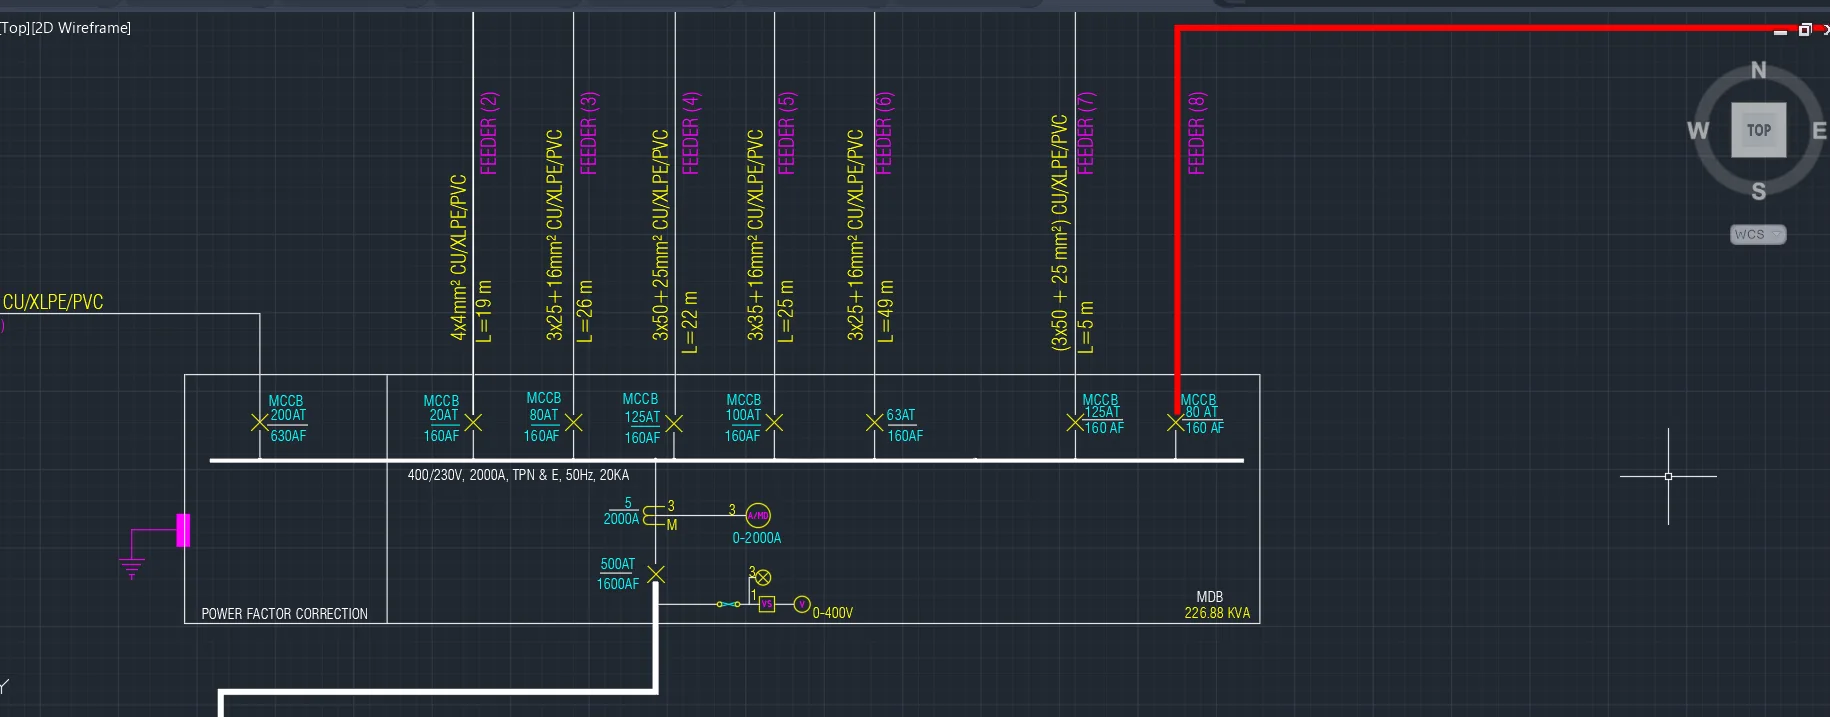 [Top][2D Wireframe]
N
W
TOP
E
S
WCS
FEEDER (2)
4x4mm² CU/XLPE/PVC
L=19 m
FEEDER (3)
3x25+16mm² CU/XLPE/PVC
L=26 m
FEEDER (4)
3x50+25mm² CU/XLPE/PVC
L=22 m
FEEDER (5)
3x35+16mm² CU/XLPE/PVC
L=25 m
FEEDER (6)
3x25+16mm² CU/XLPE/PVC
L=49 m
FEEDER (7)
(3x50 + 25 mm²) CU/XLPE/PVC
L=5 m
FEEDER (8)
CU/XLPE/PVC
)
MCCB
200AT
630AF
MCCB
20AT
160AF
MCCB
80AT
160AF
MCCB
125AT
160AF
MCCB
100AT
160AF
63AT
160AF
MCCB
125AT
160 AF
MCCB
80 AT
160 AF
400/230V, 2000A, TPN & E, 50Hz, 20KA
5
2000A
3
M
3
A/MD
0-2000A
500AT
1600AF
3
1
VS
V
0-400V
POWER FACTOR CORRECTION
MDB
226.88 KVA
Y